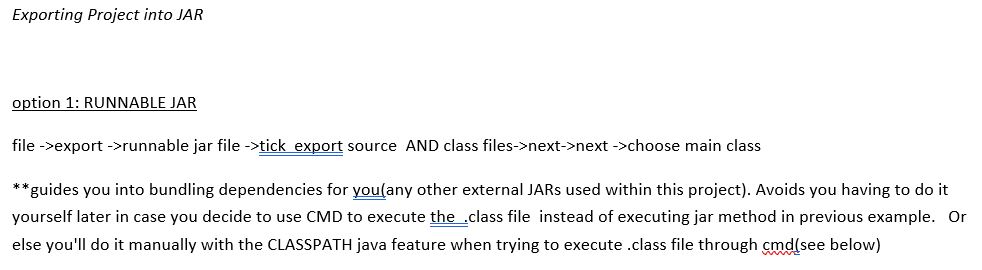 Exporting Project into JAR
option 1: RUNNABLE JAR
file ->export ->runnable jar file ->tick  export source  AND class files->next->next ->choose main class
**guides you into bundling dependencies for you(any other external JARs used within this project). Avoids you having to do it
yourself later in case you decide to use CMD to execute the  .class file  instead of executing jar method in previous example.   Or
else you'll do it manually with the CLASSPATH java feature when trying to execute .class file through cmd(see below)